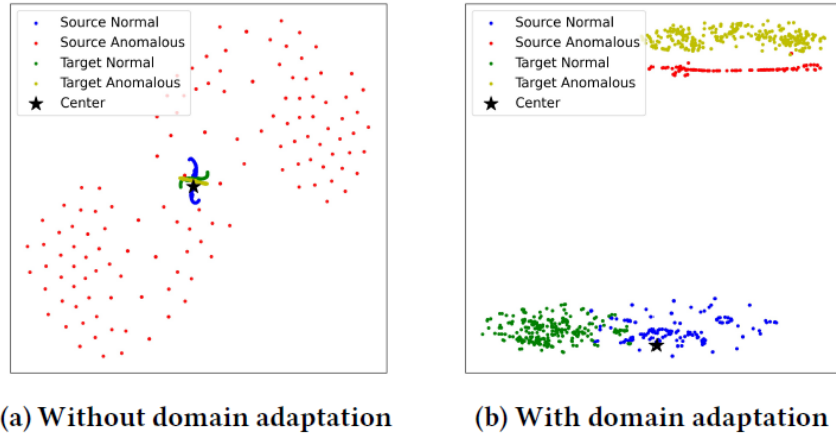 Source Normal
Source Anomalous
Target Normal
Target Anomalous
Center
Source Normal
Source Anomalous
Target Normal
Target Anomalous
Center
(a) Without domain adaptation
(b) With domain adaptation